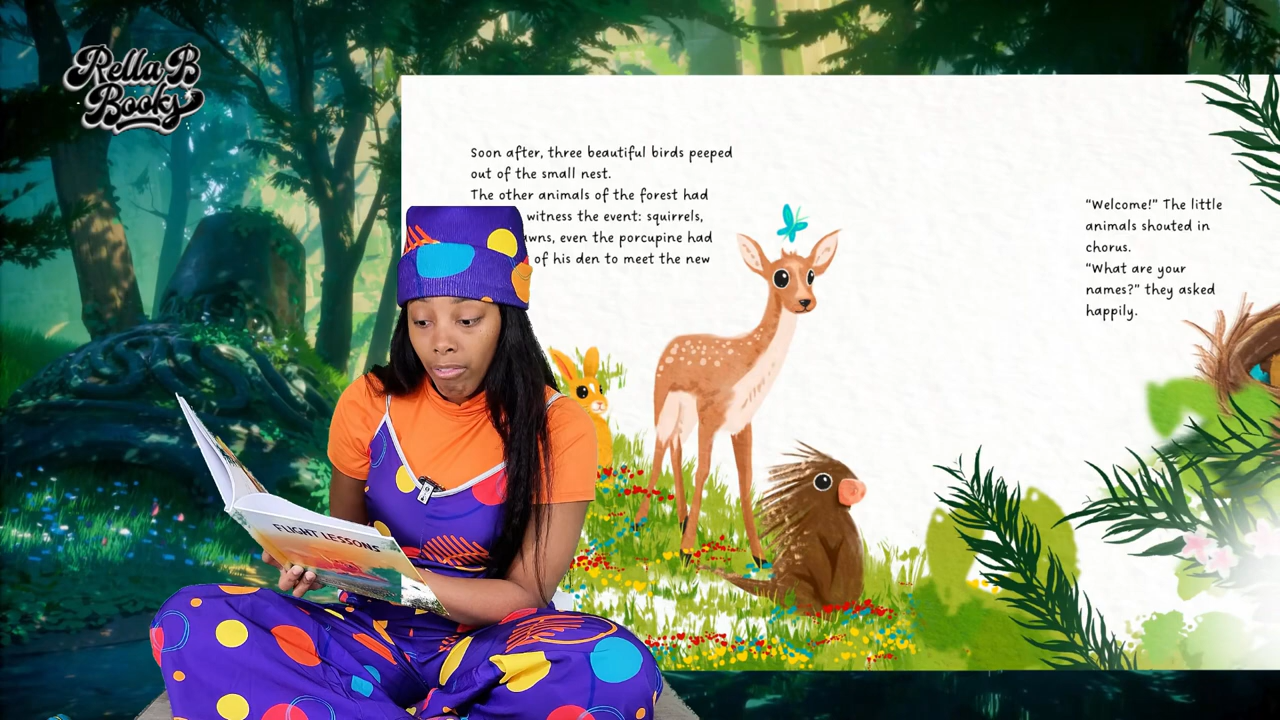 Rella B
Books
Soon after, three beautiful birds peeped
out of the small nest.
The other animals of the forest had
witness the event: squirrels,
even the porcupine had
of his den to meet the new
"Welcome!" The little
animals shouted in
chorus.
"What are your
names?" they asked
happily.
FLIGHT LESSONS